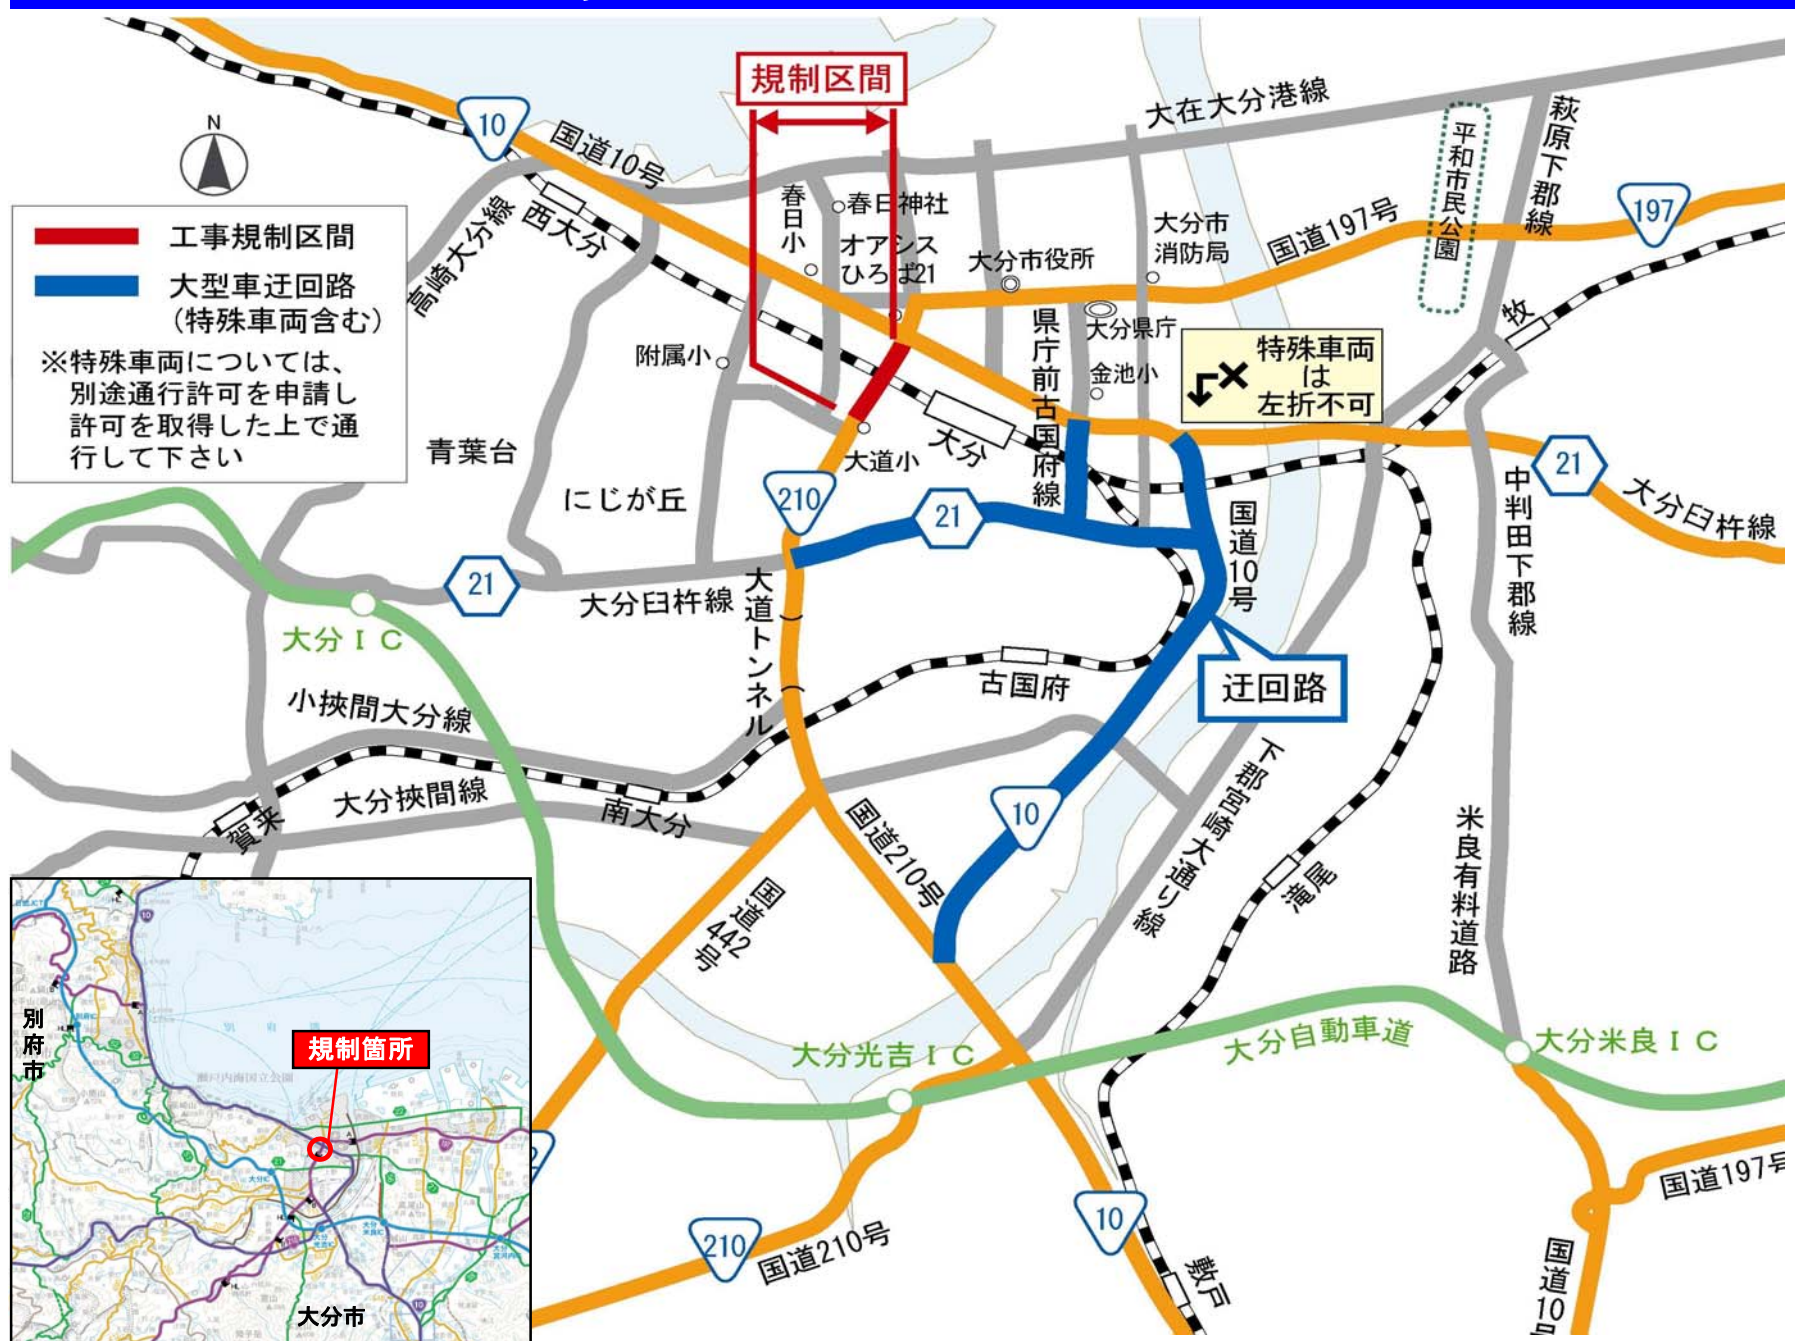 規制区間
大在大分港線
萩原下郡線
平和市民公園
10
国道10号
N
春日小
春日神社
197
国道197号
大分市
消防局
工事規制区間
高崎大分線
西大分
オアシス
ひろば21
大分市役所
大型車迂回路
(特殊車両含む)
※特殊車両については、
別途通行許可を申請し
許可を取得した上で通
行して下さい
県庁前古国府線
大分県庁
牧
附属小
金池小
特殊車両
は
左折不可
青葉台
大分
大道小
にじが丘
210
21
21
中判田下郡線
大分臼杵線
国道10号
21
大分臼杵線
大道トンネル
大分IC
古国府
迂回路
小挾間大分線
大分挾間線
賀来
南大分
10
国道210号
下郡宮崎大通り線
米良有料道路
滝尾
国道442号
大分光吉IC
大分自動車道
大分米良IC
別府市
規制箇所
瀬戸内海国立公園
大分市
210
国道210号
10
敷戸
国道197号
国道10号